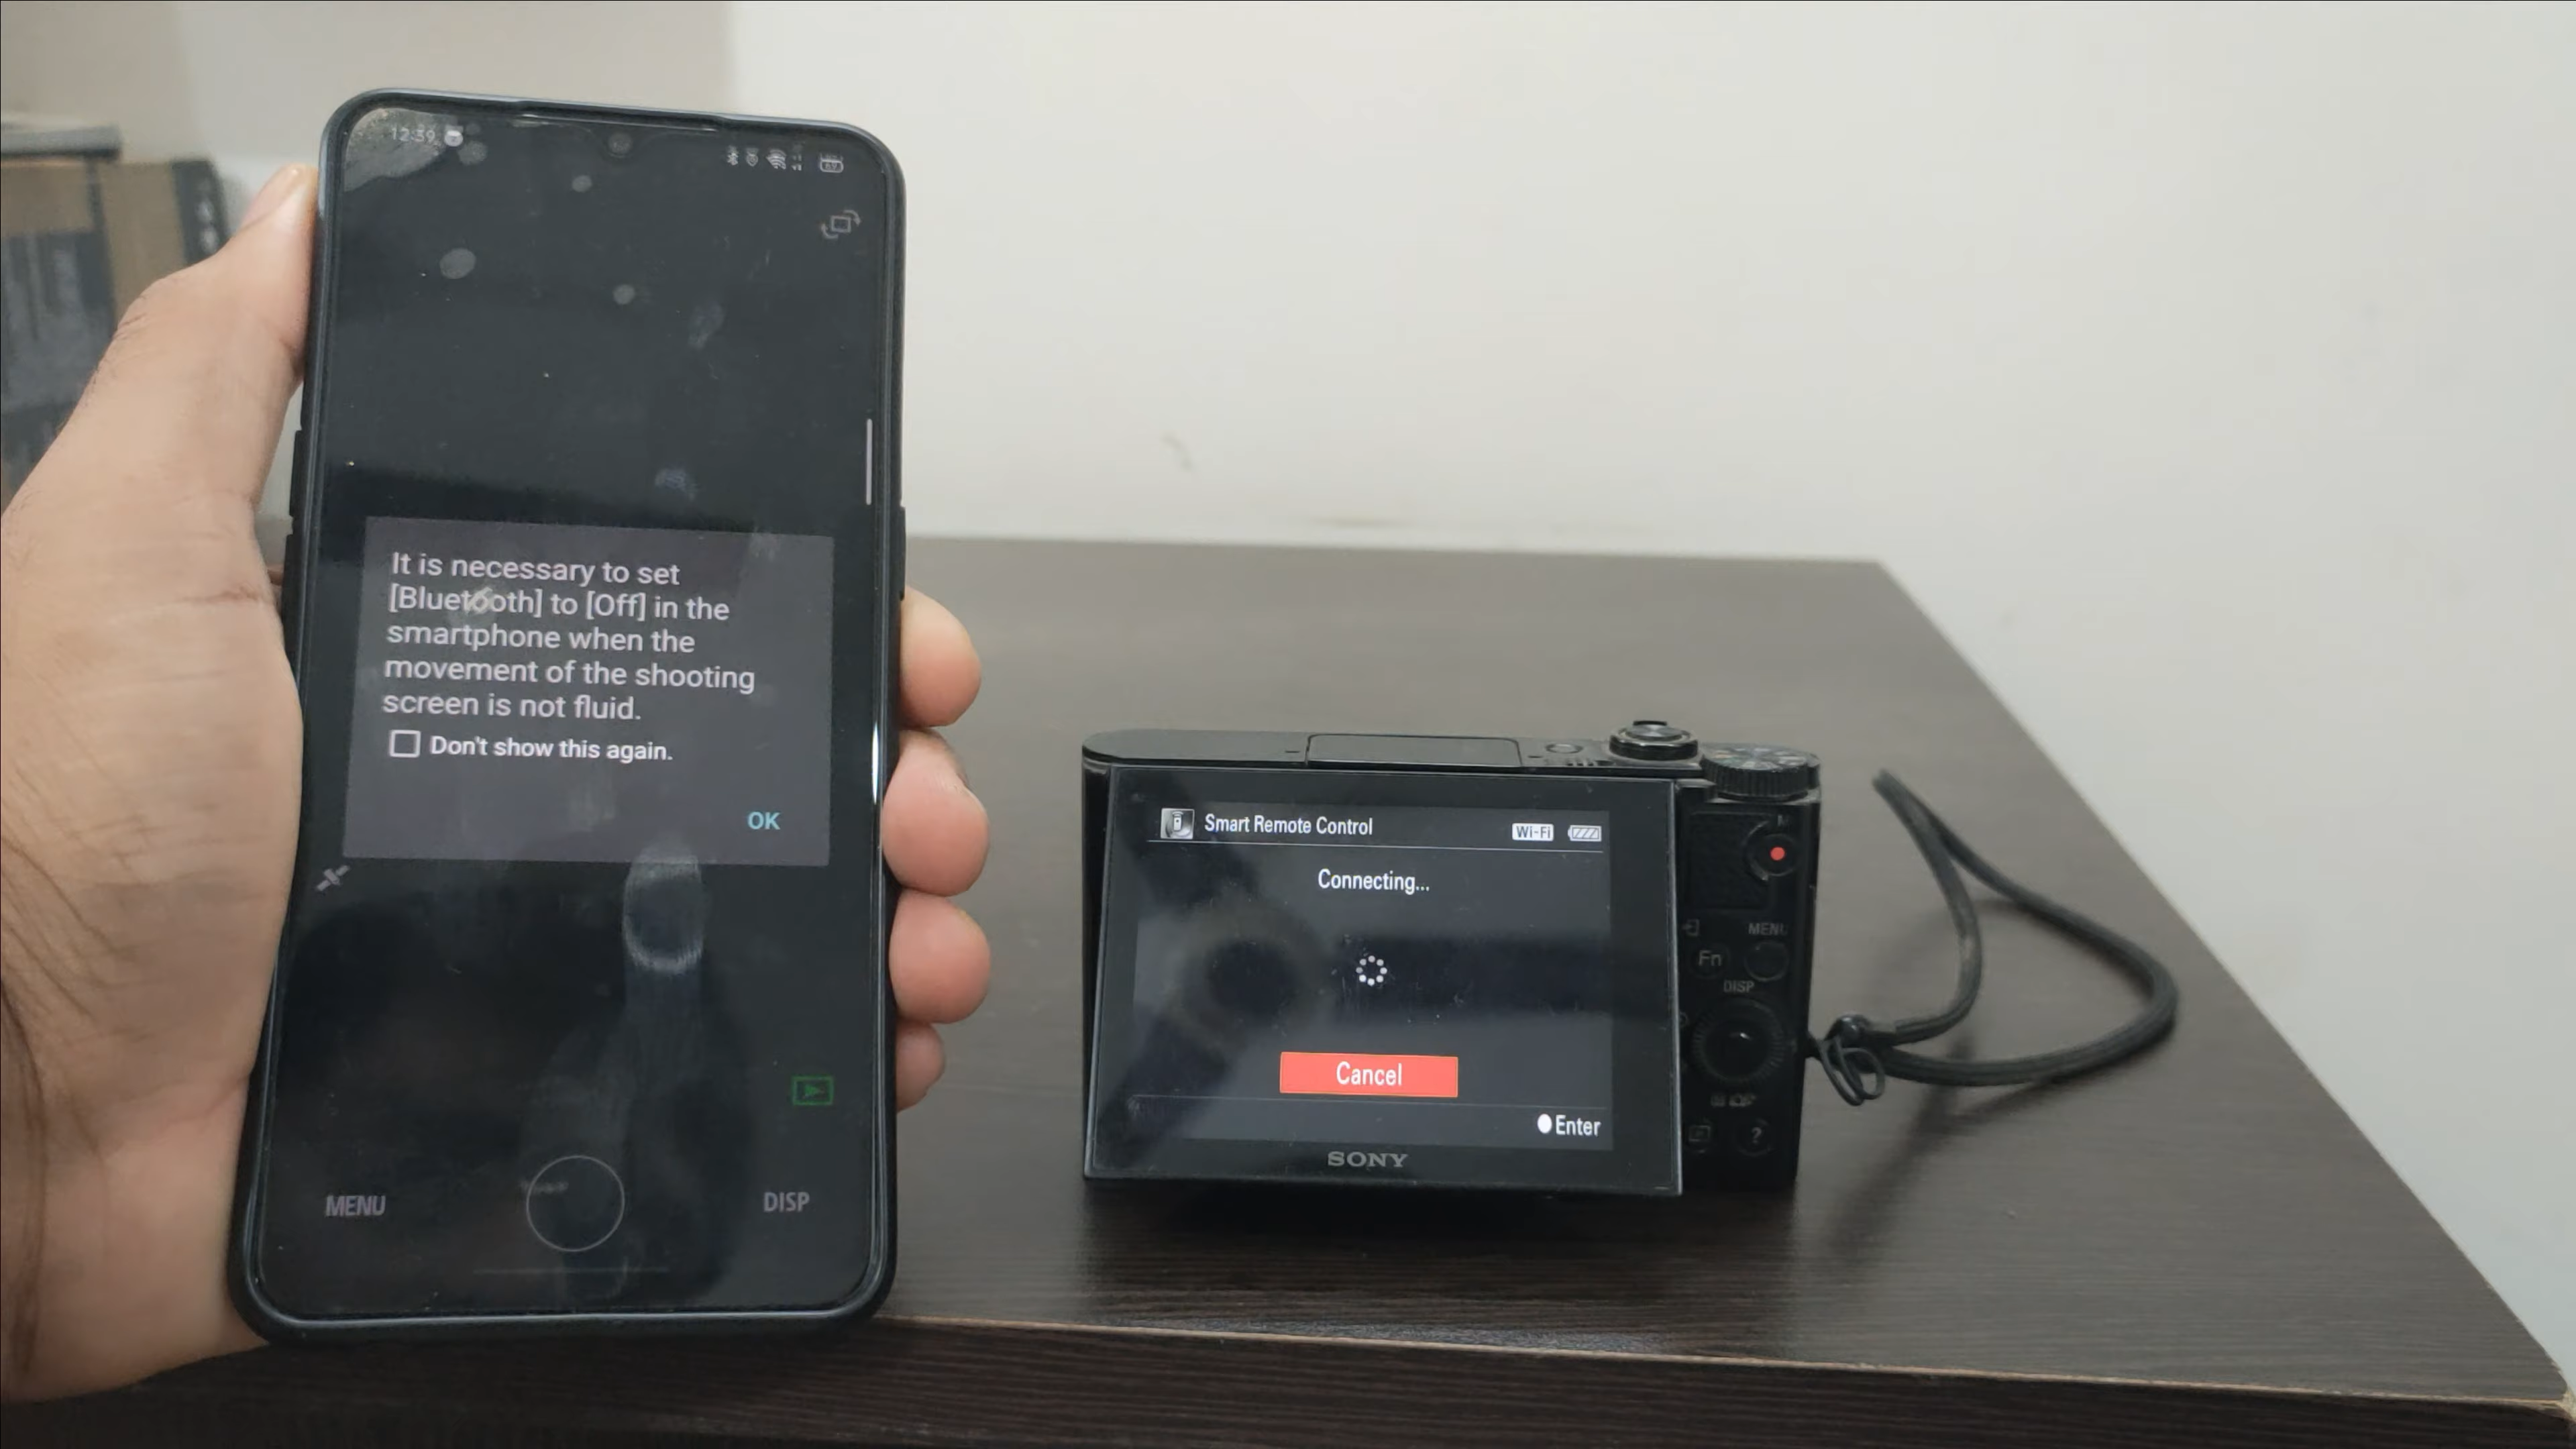 12:59
It is necessary to set
[Bluetooth] to [Off] in the
smartphone when the
movement of the shooting
screen is not fluid.
Don't show this again.
OK
MENU
DISP
Smart Remote Control
Wi-Fi
Connecting...
Cancel
Enter
SONY
MENU
Fn
DISP
?